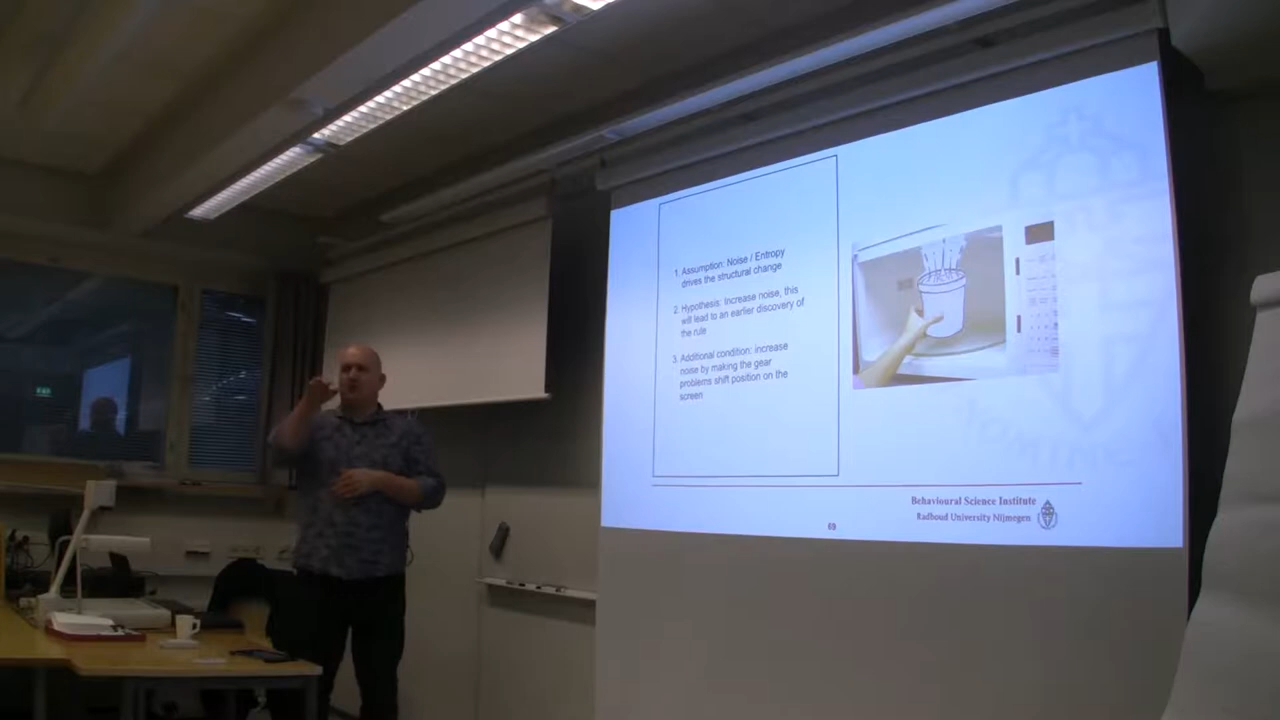 1. Assumption: Noise / Entropy
drives the structural change
2. Hypothesis: Increase noise, this
will lead to an earlier discovery of
the rule
3. Additional condition: increase
noise by making the gear
problems shift position on the
screen
Behavioural Science Institute
Radboud University Nijmegen
69